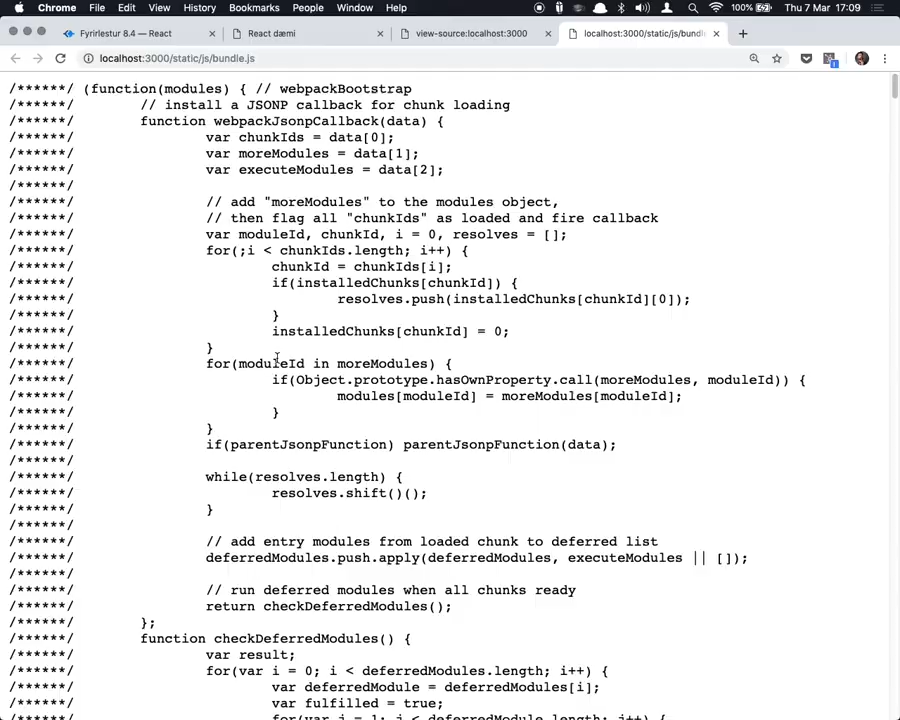 Chrome File Edit View History Bookmarks People Window Help 100% Thu 7 Mar 17:09
Fyrirlestur 8.4 — React × React dæmi × view-source:localhost:3000 × localhost:3000/static/js/bundl ×
localhost:3000/static/js/bundle.js
/******/ (function(modules) { // webpackBootstrap
/******/ // install a JSONP callback for chunk loading
/******/ function webpackJsonpCallback(data) {
/******/ var chunkIds = data[0];
/******/ var moreModules = data[1];
/******/ var executeModules = data[2];
/******/
/******/ // add "moreModules" to the modules object,
/******/ // then flag all "chunkIds" as loaded and fire callback
/******/ var moduleId, chunkId, i = 0, resolves = [];
/******/ for(;i < chunkIds.length; i++) {
/******/ chunkId = chunkIds[i];
/******/ if(installedChunks[chunkId]) {
/******/ resolves.push(installedChunks[chunkId][0]);
/******/ }
/******/ installedChunks[chunkId] = 0;
/******/ }
/******/ for(moduleId in moreModules) {
/******/ if(Object.prototype.hasOwnProperty.call(moreModules, moduleId)) {
/******/ modules[moduleId] = moreModules[moduleId];
/******/ }
/******/ }
/******/ if(parentJsonpFunction) parentJsonpFunction(data);
/******/
/******/ while(resolves.length) {
/******/ resolves.shift()();
/******/ }
/******/
/******/ // add entry modules from loaded chunk to deferred list
/******/ deferredModules.push.apply(deferredModules, executeModules || []);
/******/
/******/ // run deferred modules when all chunks ready
/******/ return checkDeferredModules();
/******/ };
/******/ function checkDeferredModules() {
/******/ var result;
/******/ for(var i = 0; i < deferredModules.length; i++) {
/******/ var deferredModule = deferredModules[i];
/******/ var fulfilled = true;
/******/ for(var j = 1; j < deferredModule.length; j++) {